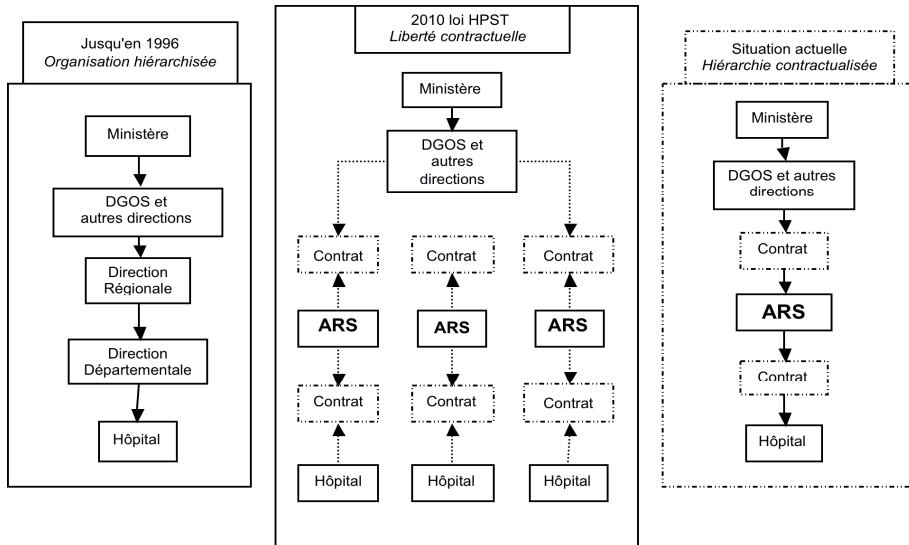 Jusqu'en 1996
Organisation hiérarchisée
Ministère
DGOS et
autres directions
Direction
Régionale
Direction
Départementale
Hôpital
2010 loi HPST
Liberté contractuelle
Ministère
DGOS et
autres
directions
Contrat
Contrat
Contrat
ARS
ARS
ARS
Contrat
Contrat
Contrat
Hôpital
Hôpital
Hôpital
Situation actuelle
Hiérarchie contractualisée
Ministère
DGOS et autres
directions
Contrat
ARS
Contrat
Hôpital